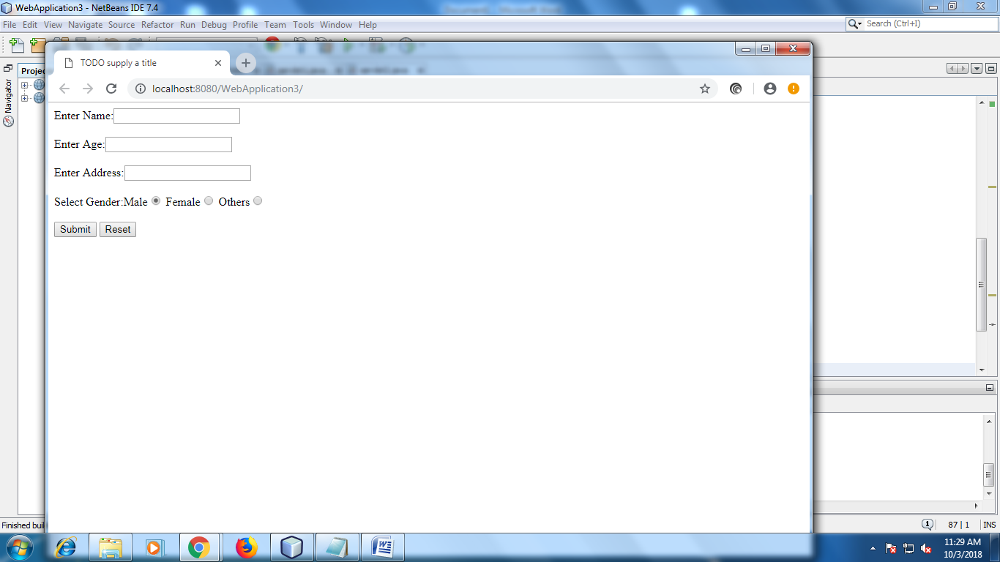 WebApplication3 - NetBeans IDE 7.4
File Edit View Navigate Source Refactor Run Debug Profile Team Tools Window Help
Search (Ctrl+I)
TODO supply a title
localhost:8080/WebApplication3/
Projec
Navigator
Enter Name:
Enter Age:
Enter Address:
Select Gender:Male Female Others
Submit Reset
Finished buil
1
87 | 1 INS
11:29 AM
10/3/2018